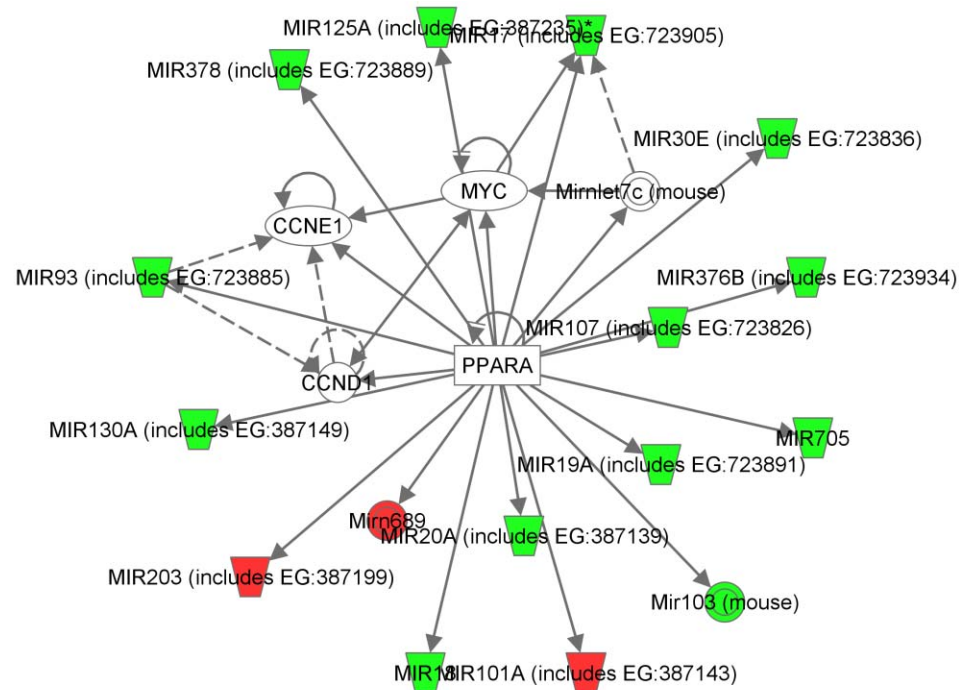 MIR125A (includes EG:387235)*
MIR17 (includes EG:723905)
MIR378 (includes EG:723889)
MIR30E (includes EG:723836)
MYC
Mirnlet7c (mouse)
CCNE1
MIR93 (includes EG:723885)
MIR376B (includes EG:723934)
MIR107 (includes EG:723826)
PPARA
CCND1
MIR130A (includes EG:387149)
MIR705
MIR19A (includes EG:723891)
Mirn689
MIR20A (includes EG:387139)
MIR203 (includes EG:387199)
Mir103 (mouse)
MIR18
MIR101A (includes EG:387143)